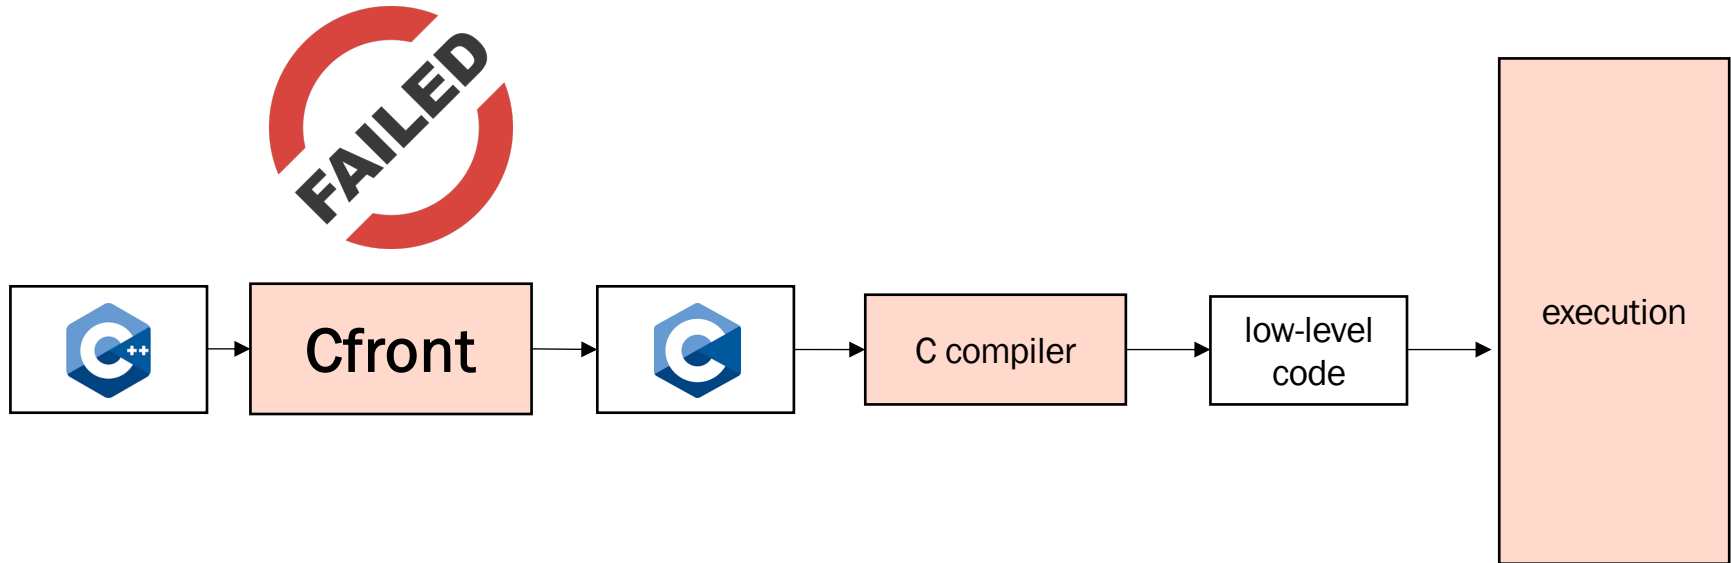 FAILED
C++
Cfront
C
C compiler
low-level
code
execution